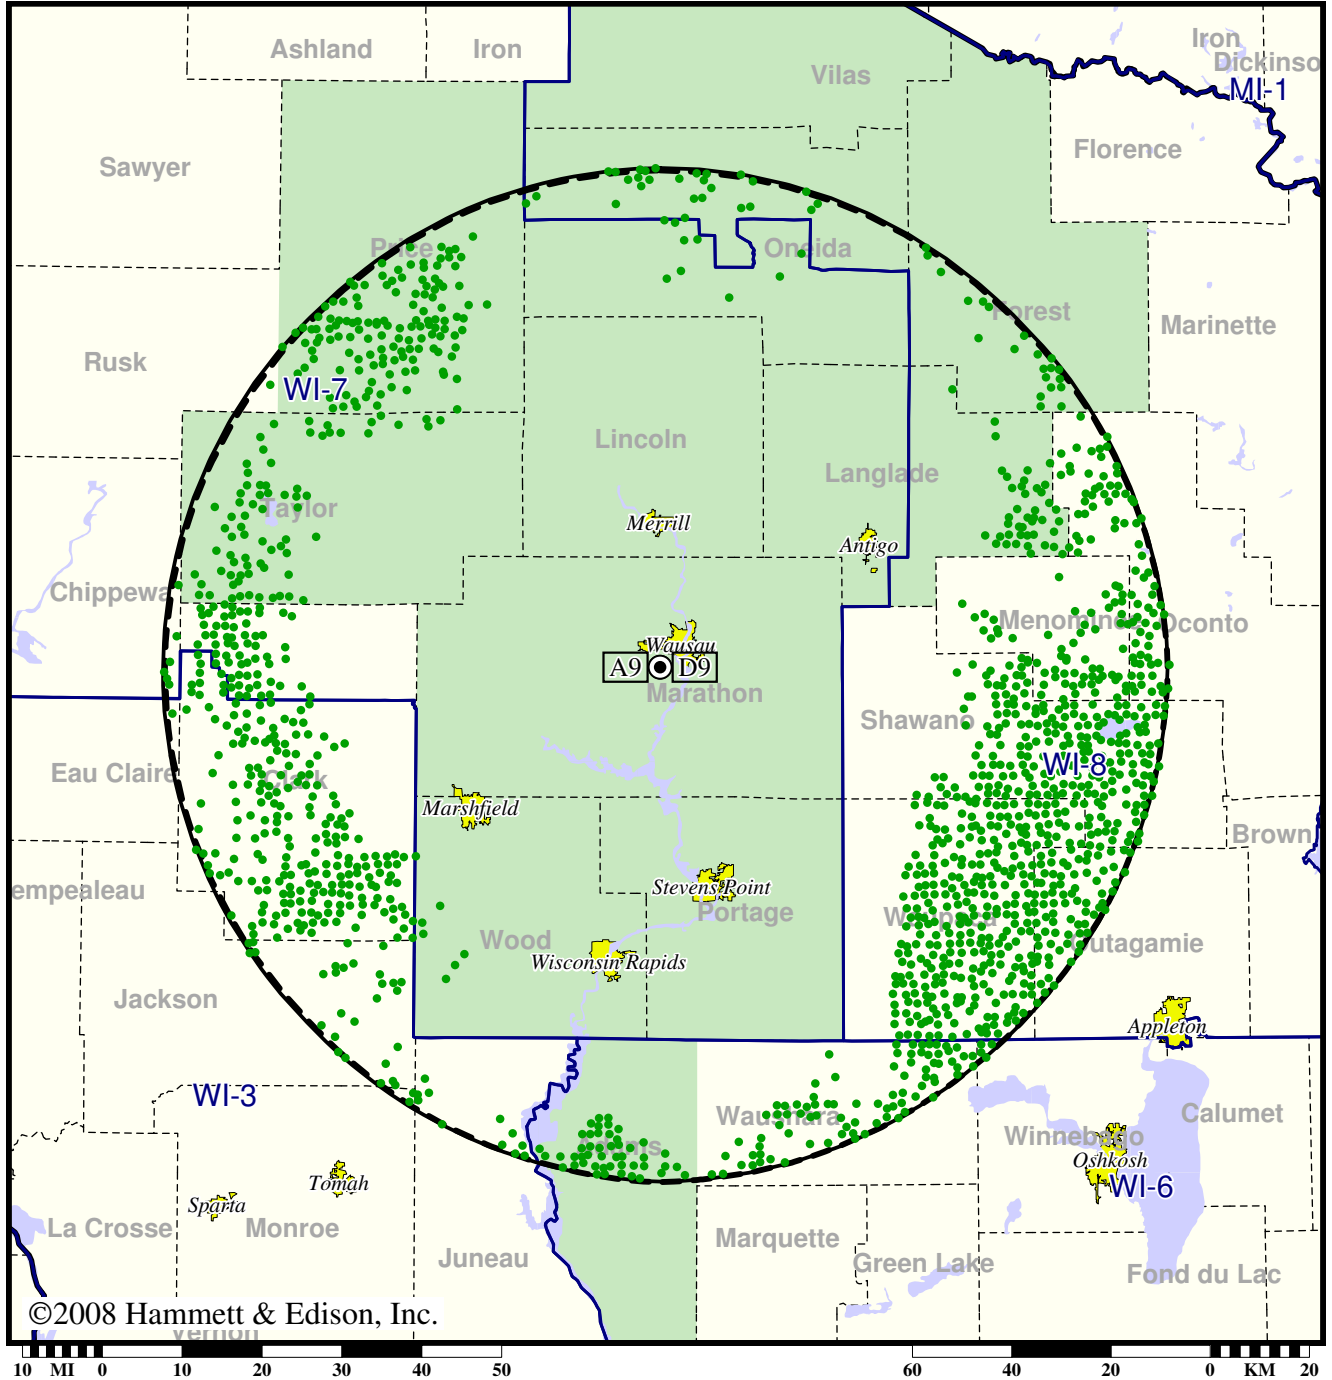 Ashland
Iron
Vilas
Iron
Dickinso
MI-1
Florence
Sawyer
Price
Oneida
Forest
Marinette
Rusk
WI-7
Lincoln
Langlade
Taylor
Merrill
Antigo
Chippewa
Menominee
Oconto
Wausau
A9
D9
Marathon
Shawano
WI-8
Eau Claire
Clark
Marshfield
Brown
empealeau
Stevens Point
Portage
Waupaca
Wood
Outagamie
Wisconsin Rapids
Jackson
Appleton
WI-3
Waushara
Calumet
Winnebago
Adams
Oshkosh
Tomah
WI-6
Sparta
La Crosse
Monroe
Marquette
Juneau
Green Lake
Fond du Lac
©2008 Hammett & Edison, Inc.
Vernon
10 MI 0 10 20 30 40 50 60 40 20 0 KM 20